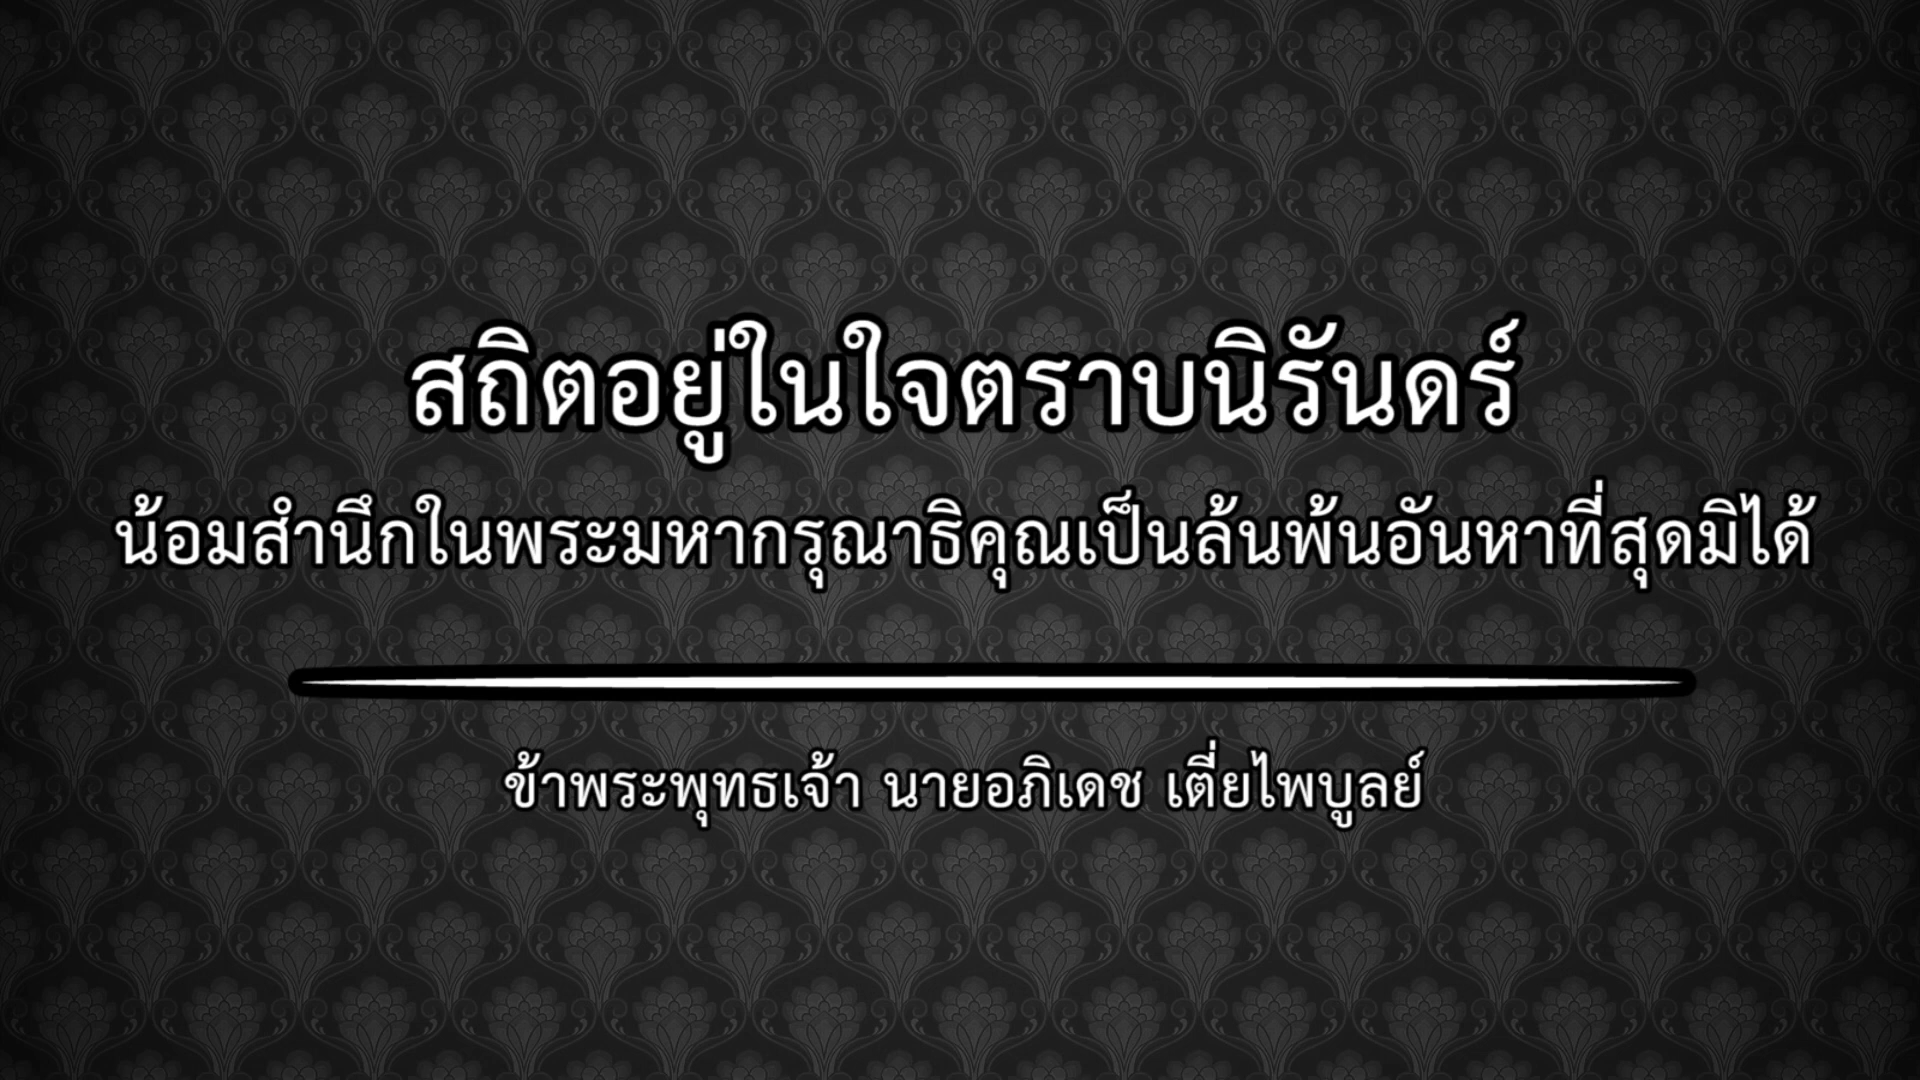 สถิตอยู่ในใจตราบนิรันดร์
น้อมสำนึกในพระมหากรุณาธิคุณเป็นล้นพ้นอันหาที่สุดมิได้
ข้าพระพุทธเจ้า นายอภิเดช เตี่ยไพบูลย์